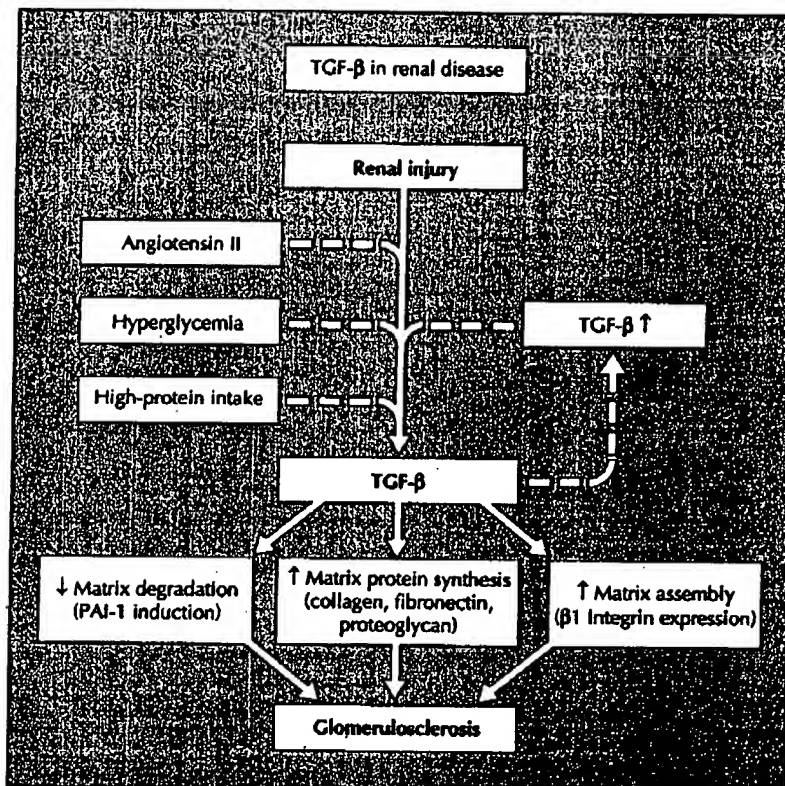 TGF-β in renal disease
Renal injury
Angiotensin II
Hyperglycemia
TGF-β ↑
High-protein intake
TGF-β
↓ Matrix degradation
(PAI-1 induction)
↑ Matrix protein synthesis
(collagen, fibronectin,
proteoglycan)
↑ Matrix assembly
(β1 Integrin expression)
Glomerulosclerosis